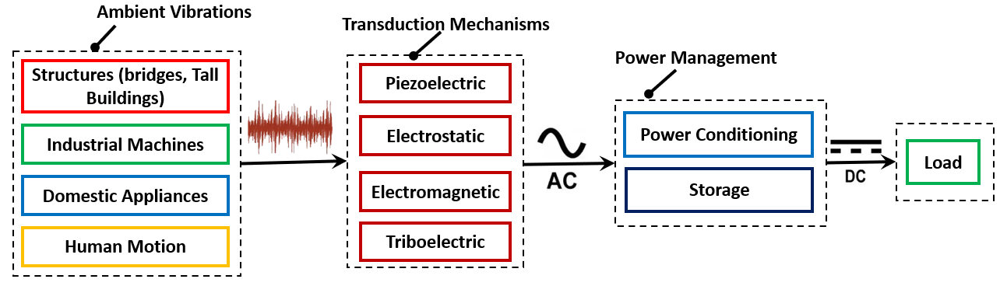 Ambient Vibrations
Structures (bridges, Tall
Buildings)
Industrial Machines
Domestic Appliances
Human Motion
Transduction Mechanisms
Piezoelectric
Electrostatic
Electromagnetic
Triboelectric
AC
Power Management
Power Conditioning
Storage
DC
Load